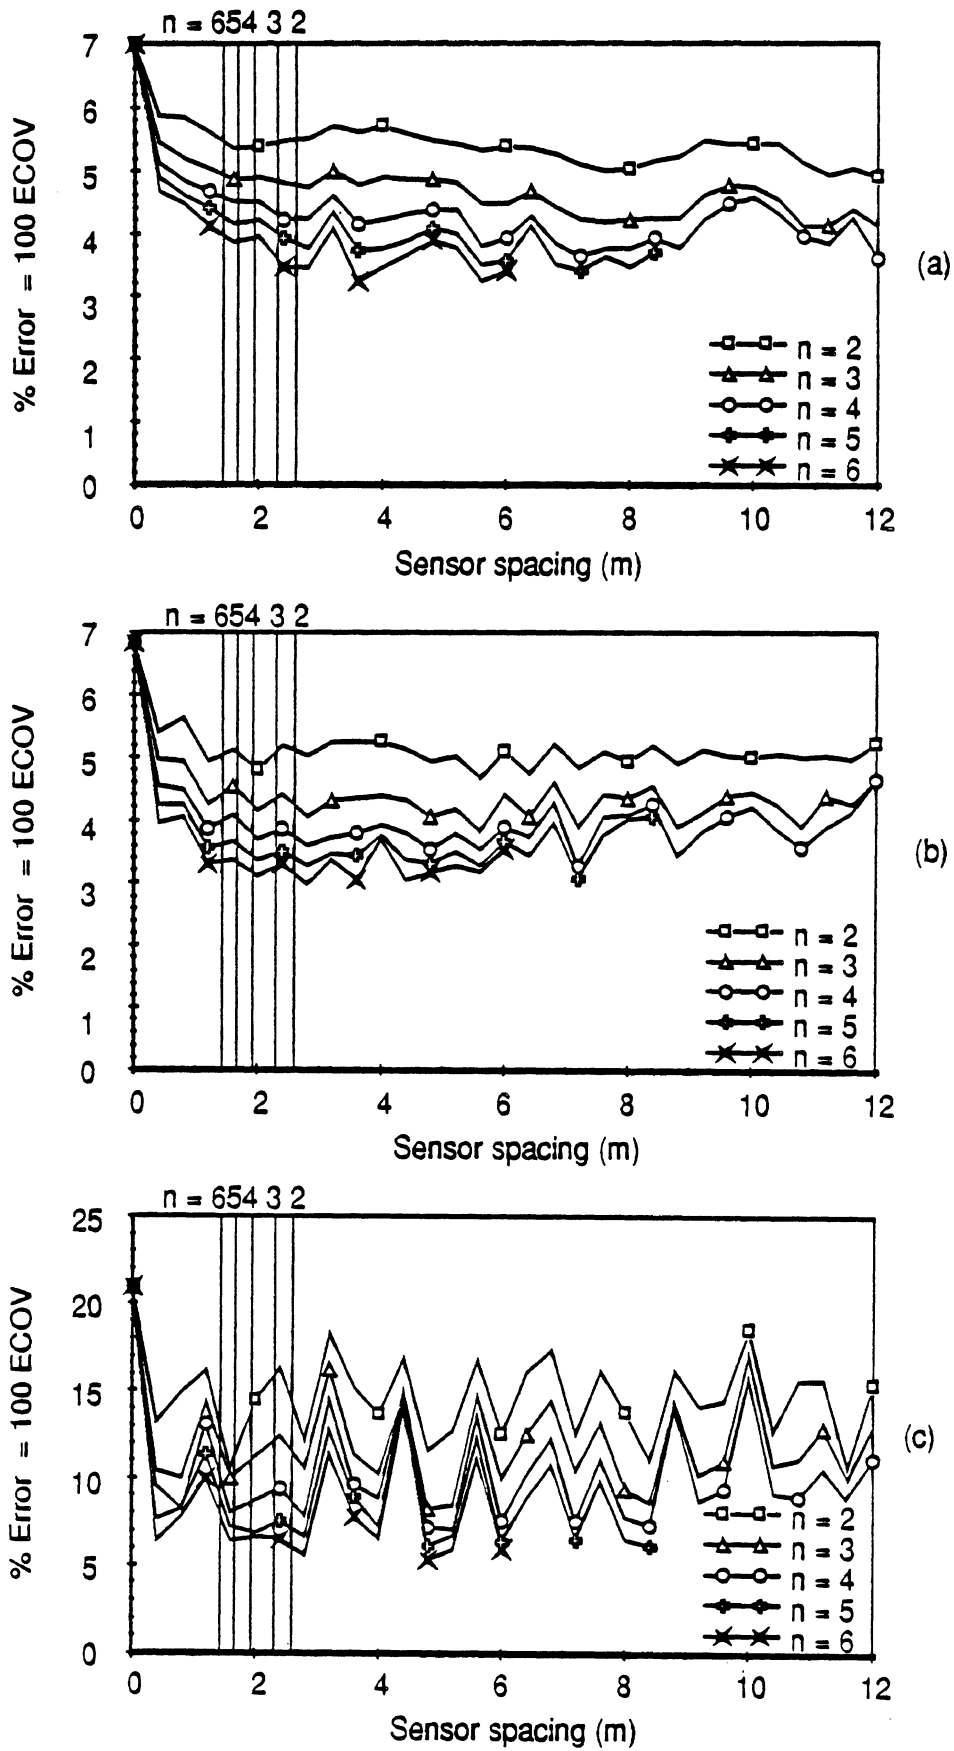 n = 654 3 2
7
6
5
4
3
2
1
0
% Error = 100 ECOV
n = 2
n = 3
n = 4
n = 5
n = 6
(a)
0 2 4 6 8 10 12
Sensor spacing (m)
n = 654 3 2
7
6
5
4
3
2
1
0
% Error = 100 ECOV
n = 2
n = 3
n = 4
n = 5
n = 6
(b)
0 2 4 6 8 10 12
Sensor spacing (m)
n = 654 3 2
25
20
15
10
5
0
% Error = 100 ECOV
n = 2
n = 3
n = 4
n = 5
n = 6
(c)
0 2 4 6 8 10 12
Sensor spacing (m)